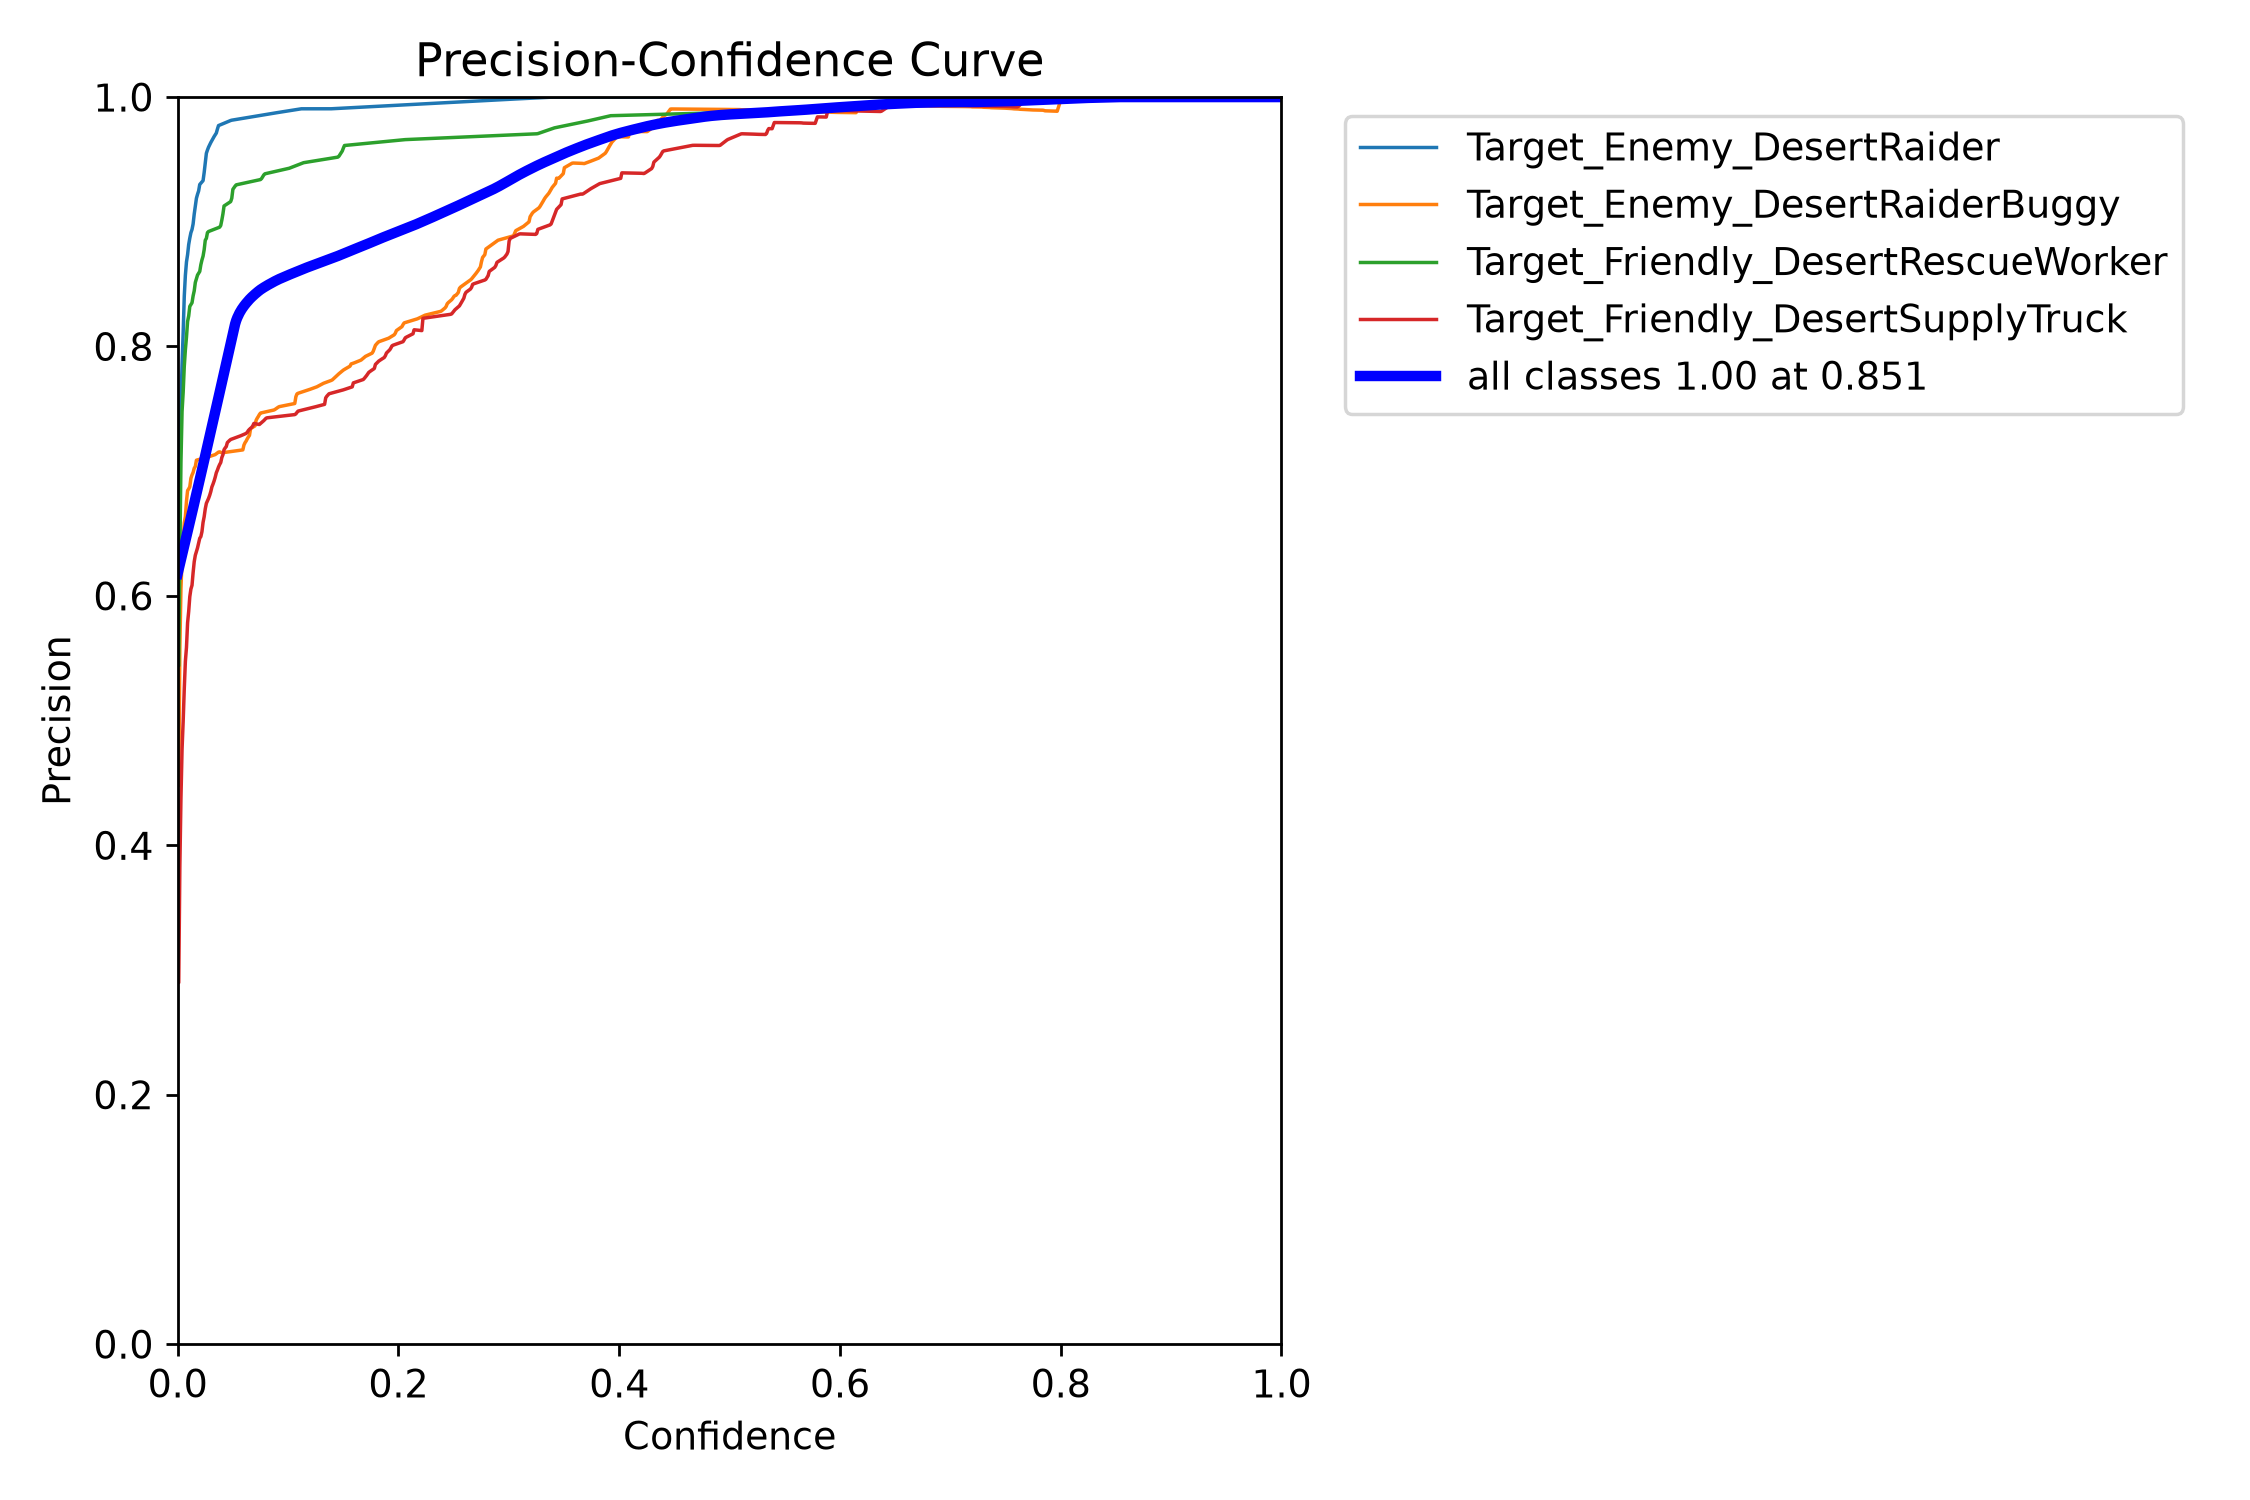 Precision-Confidence Curve
1.0
0.8
0.6
0.4
0.2
0.0
Precision
0.0 0.2 0.4 0.6 0.8 1.0
Confidence
Target_Enemy_DesertRaider
Target_Enemy_DesertRaiderBuggy
Target_Friendly_DesertRescueWorker
Target_Friendly_DesertSupplyTruck
all classes 1.00 at 0.851